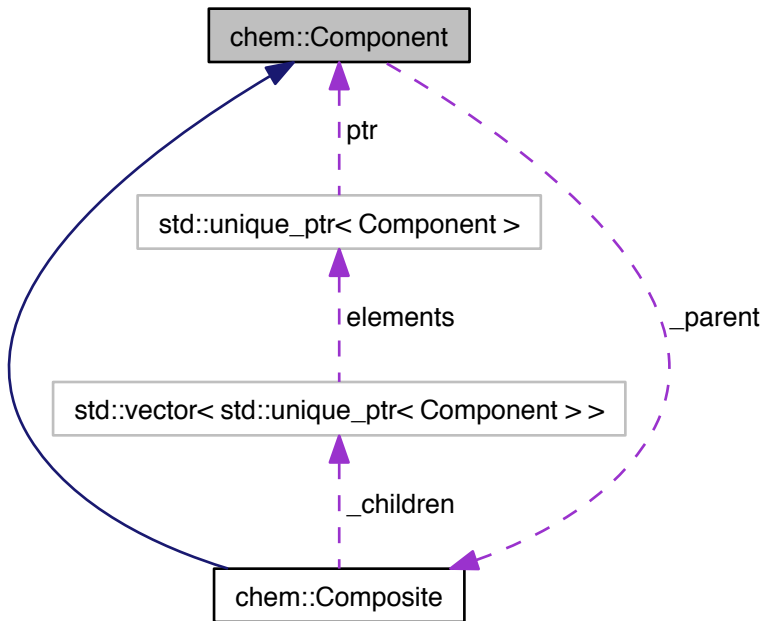 chem::Component
ptr
std::unique_ptr< Component >
elements
_parent
std::vector< std::unique_ptr< Component > >
_children
chem::Composite